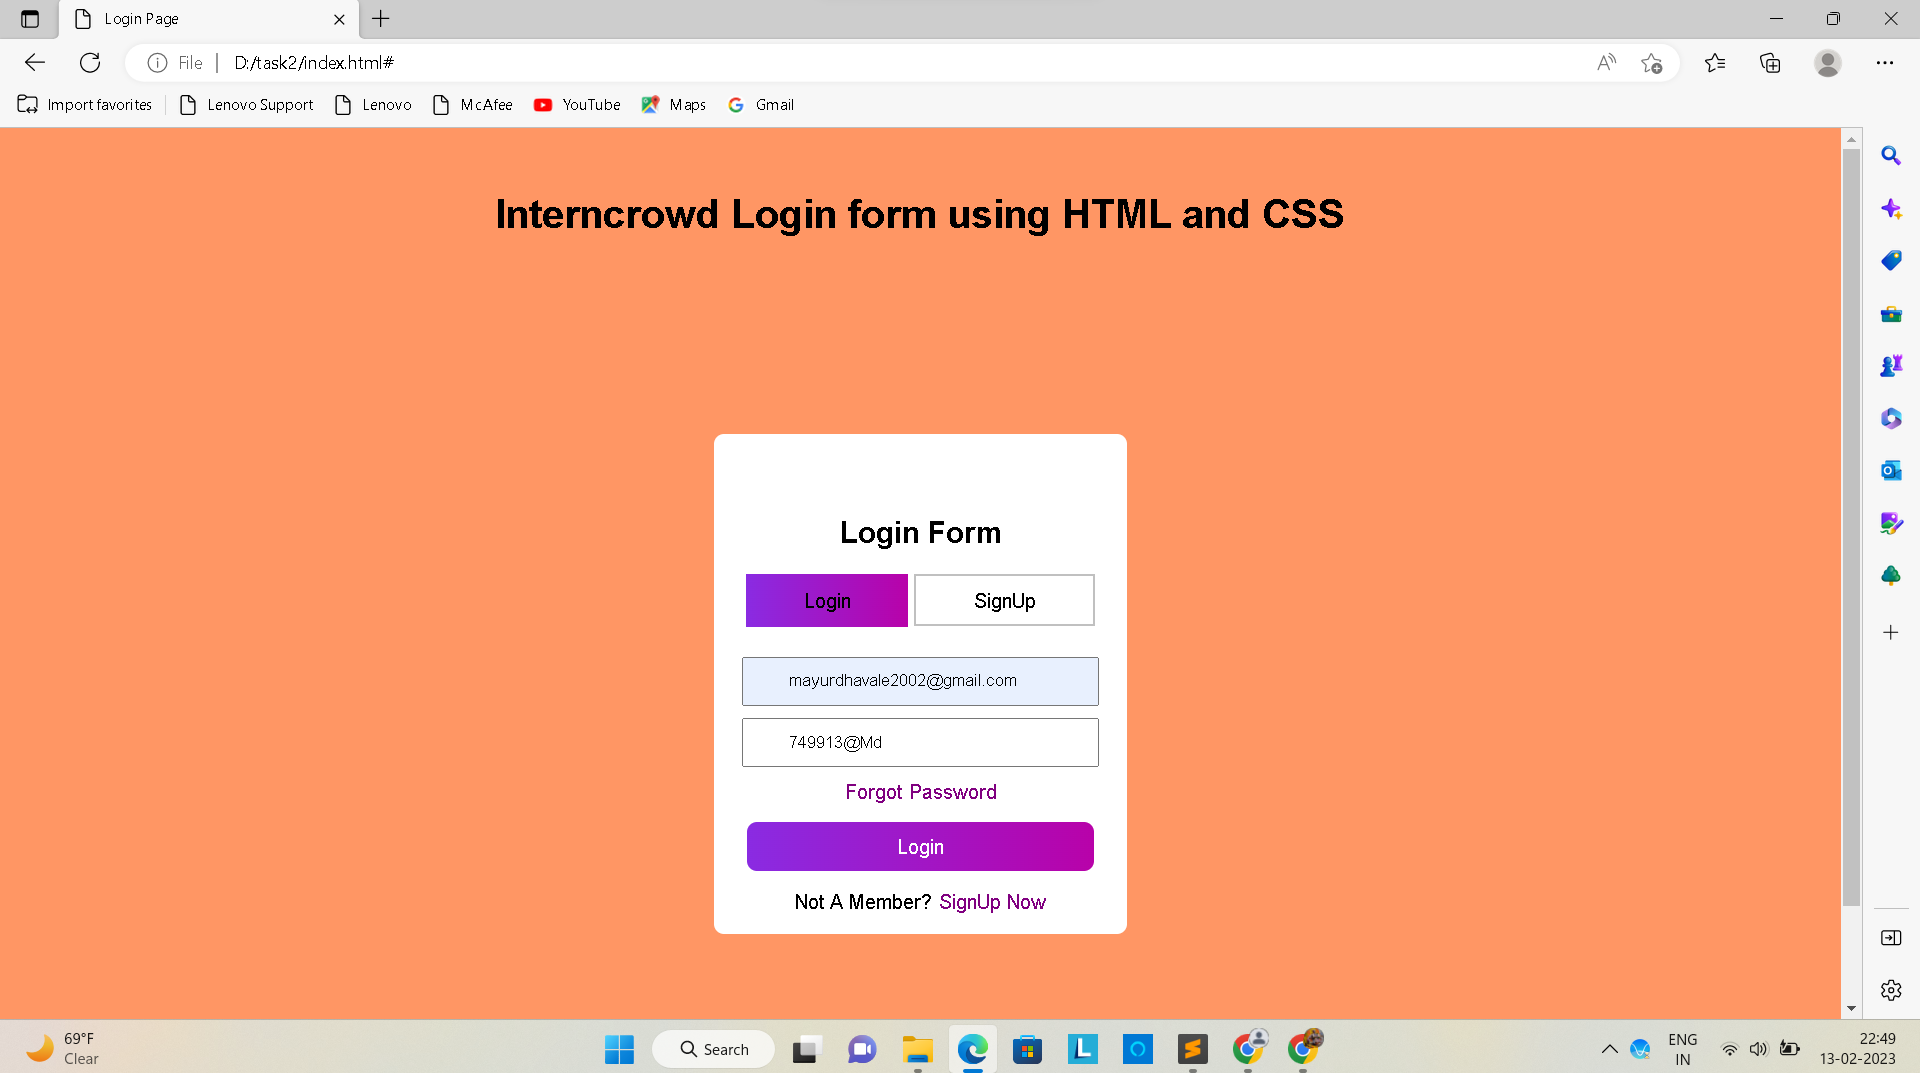 Login Page
File D:/task2/index.html#
Import favorites Lenovo Support Lenovo McAfee YouTube Maps Gmail
Interncrowd Login form using HTML and CSS
Login Form
Login SignUp
mayurdhavale2002@gmail.com
749913@Md
Forgot Password
Login
Not A Member? SignUp Now
69°F
Clear
Search
ENG
IN
22:49
13-02-2023